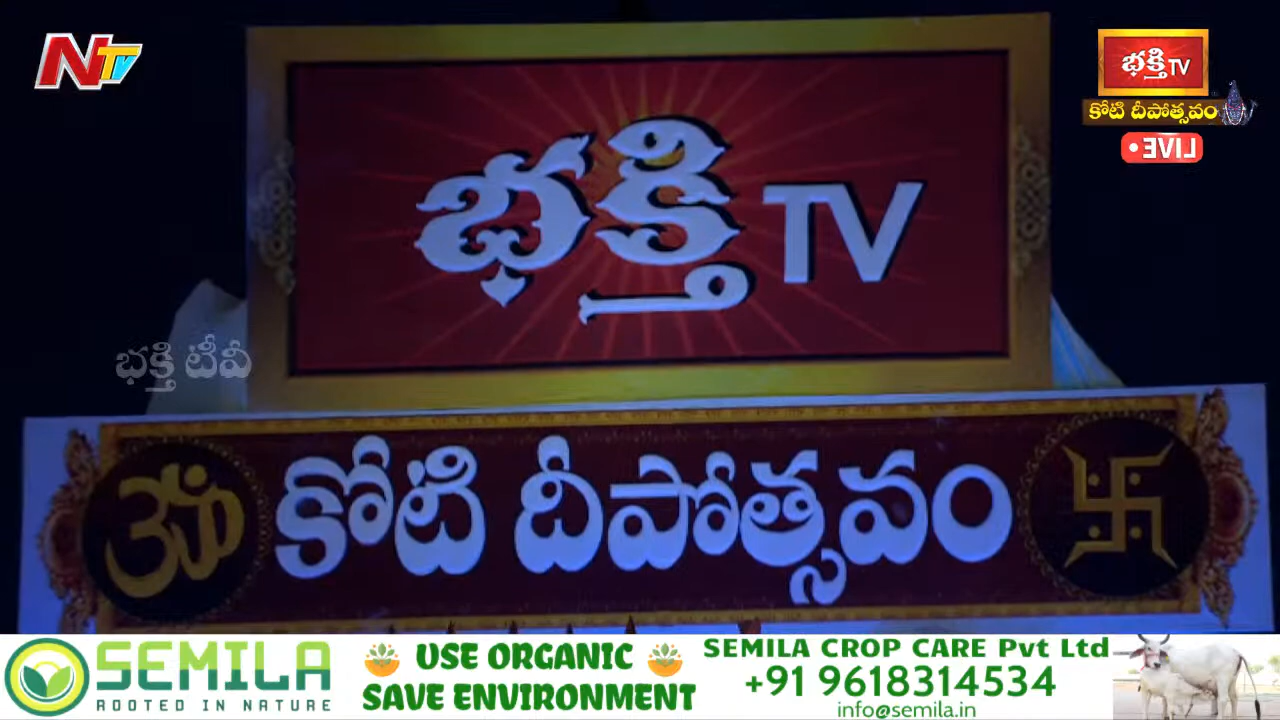 NTV
భక్తి TV
కోటి దీపోత్సవం
LIVE
భక్తి TV
భక్తి టీవీ
ॐ కోటి దీపోత్సవం 卐
SEMILA
ROOTED IN NATURE
USE ORGANIC
SAVE ENVIRONMENT
SEMILA CROP CARE Pvt Ltd
+91 9618314534
info@semila.in